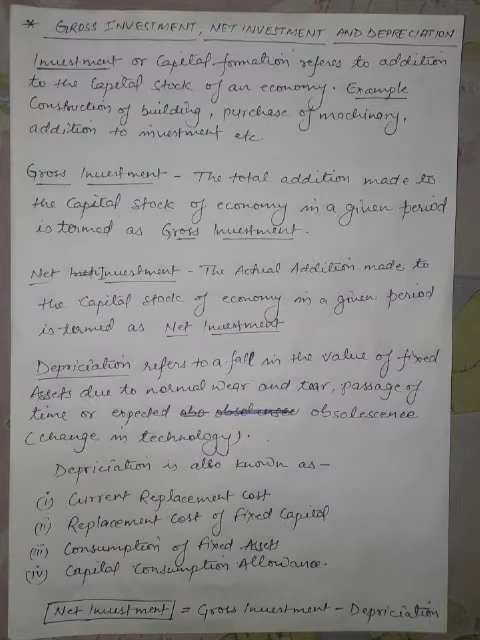 * GROSS INVESTMENT, NET INVESTMENT AND DEPRECIATION
Investment or Capital formation referes to addition
to the Capital Stock of an economy. Example
Construction of building, purchase of machinary,
addition to investment etc.
Gross Investment - The total addition made to
the Capital Stock of economy in a given period
is termed as Gross Investment.
Net Investment - The Actual Addition made to
the Capital stock of economy in a given period
is termed as Net Investment
Depriciation refers to a fall in the value of fixed
Assets due to normal wear and tear, passage of
time or expected obsolescence
(change in technology).
Depriciation is also known as -
(i) Current Replacement Cost
(ii) Replacement Cost of Fixed Capital
(iii) Consumption of Fixed Assets
(iv) Capital Consumption Allowance.
Net Investment = Gross Investment - Depriciation